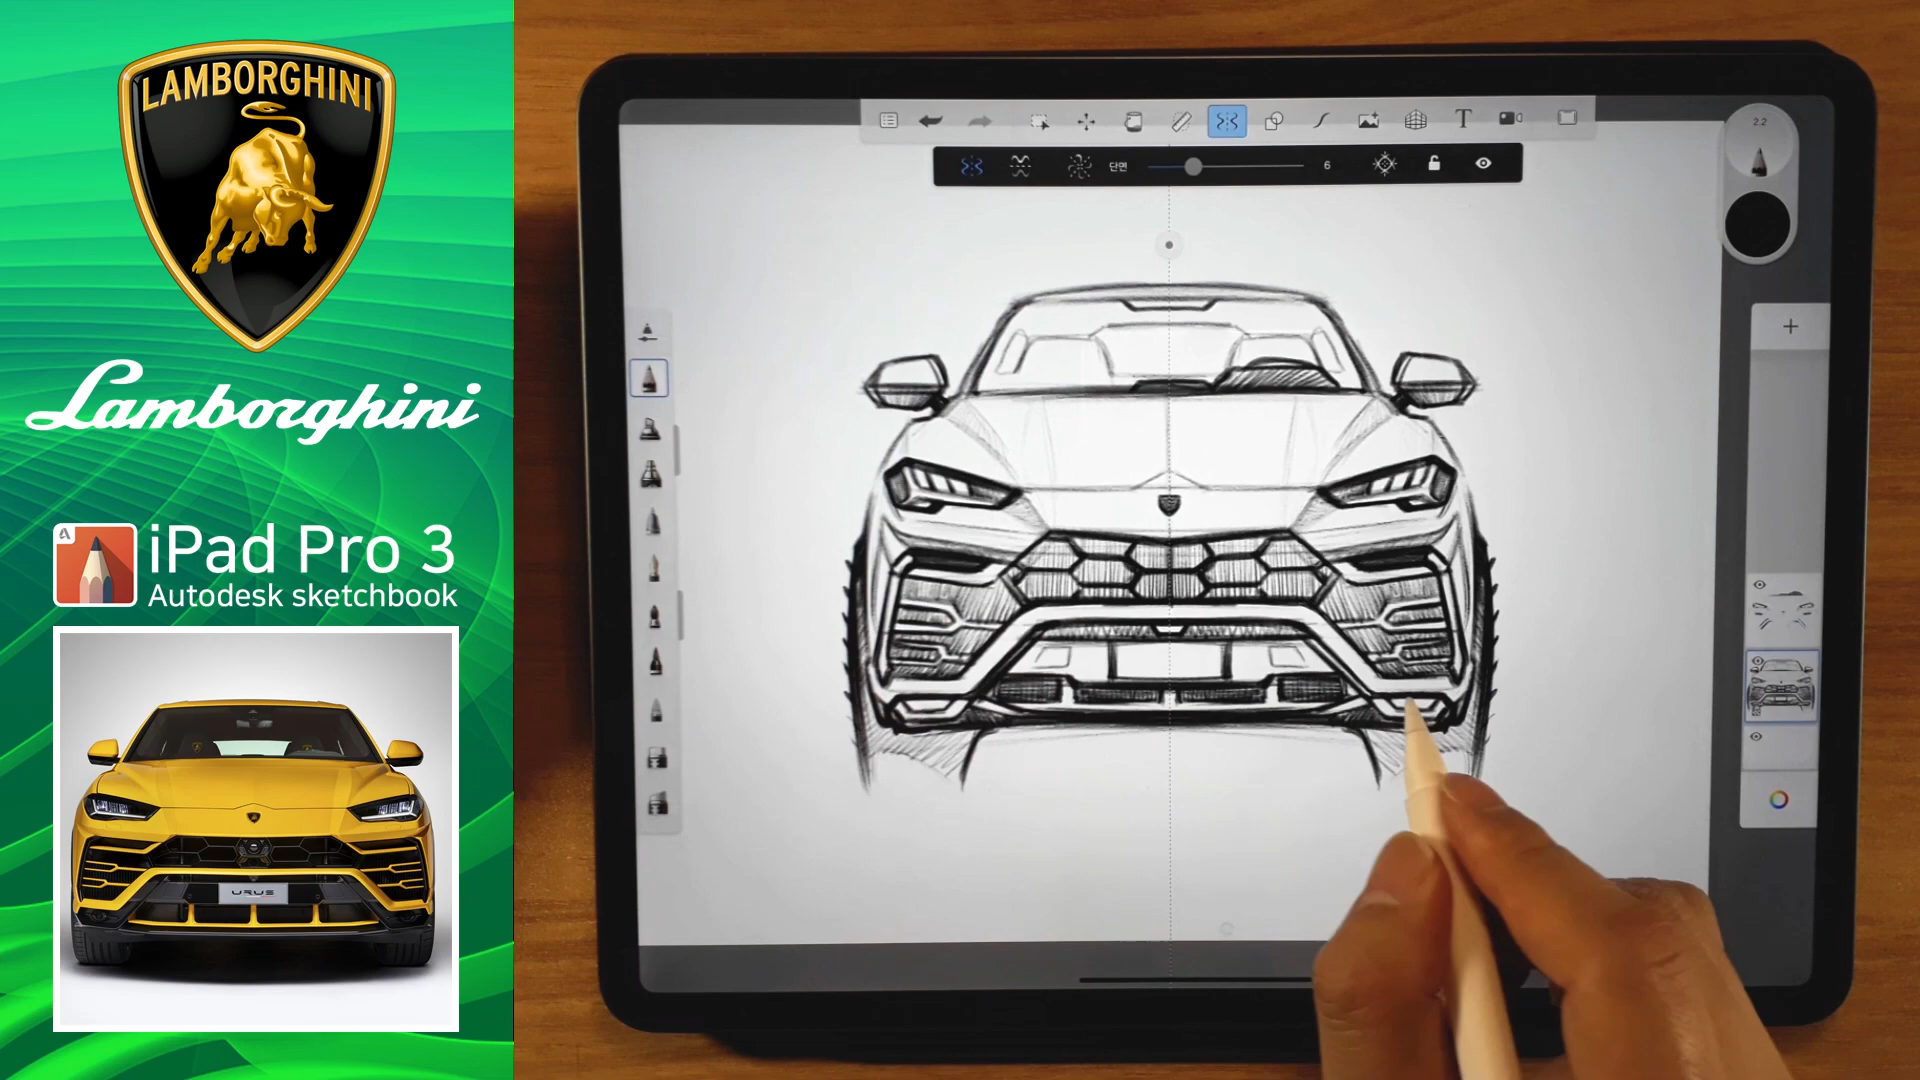 LAMBORGHINI
Lamborghini
A
iPad Pro 3
Autodesk sketchbook
URUS
T
단면
6
2.2